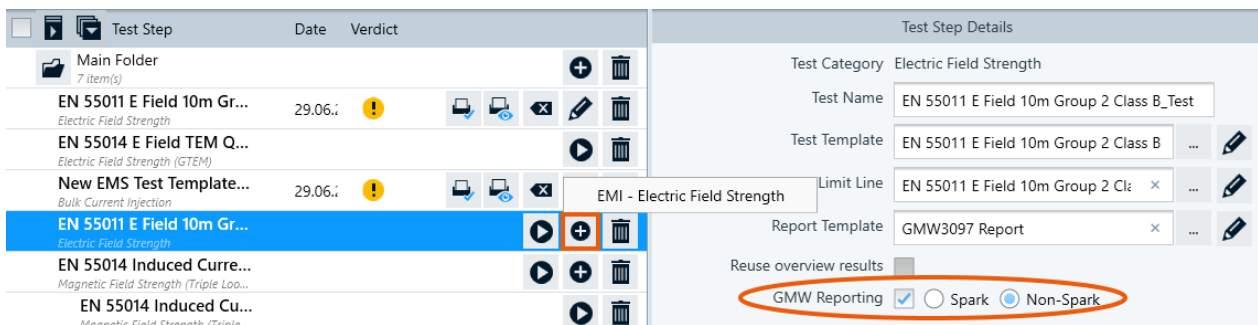 Test Step Date Verdict
Main Folder
7 item(s)
EN 55011 E Field 10m Gr...
Electric Field Strength
29.06.:
EN 55014 E Field TEM Q...
Electric Field Strength (GTEM)
New EMS Test Template...
Bulk Current Injection
29.06.:
EMI - Electric Field Strength
EN 55011 E Field 10m Gr...
Electric Field Strength
EN 55014 Induced Curre...
Magnetic Field Strength (Triple Loo...
EN 55014 Induced Cu...
Magnetic Field Strength (Triple
Test Step Details
Test Category Electric Field Strength
Test Name EN 55011 E Field 10m Group 2 Class B_Test
Test Template EN 55011 E Field 10m Group 2 Class B ...
Limit Line EN 55011 E Field 10m Group 2 Cla × ...
Report Template GMW3097 Report × ...
Reuse overview results
GMW Reporting Spark Non-Spark